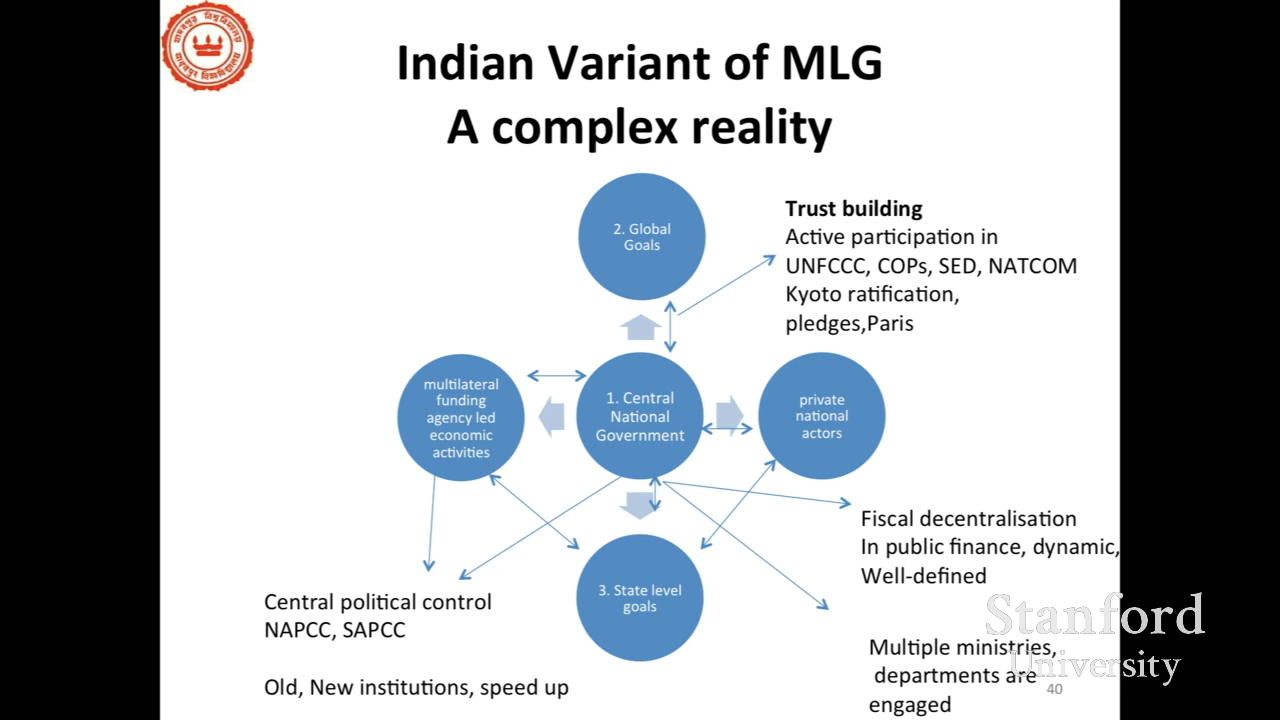 Indian Variant of MLG
A complex reality
2. Global
Goals
Trust building
Active participation in
UNFCCC, COPs, SED, NATCOM
Kyoto ratification,
pledges,Paris
multilateral
funding
agency led
economic
activities
1. Central
National
Government
private
national
actors
3. State level
goals
Fiscal decentralisation
In public finance, dynamic,
Well-defined
Central political control
NAPCC, SAPCC
Old, New institutions, speed up
Multiple ministries,
departments are
engaged
40
Stanford
University